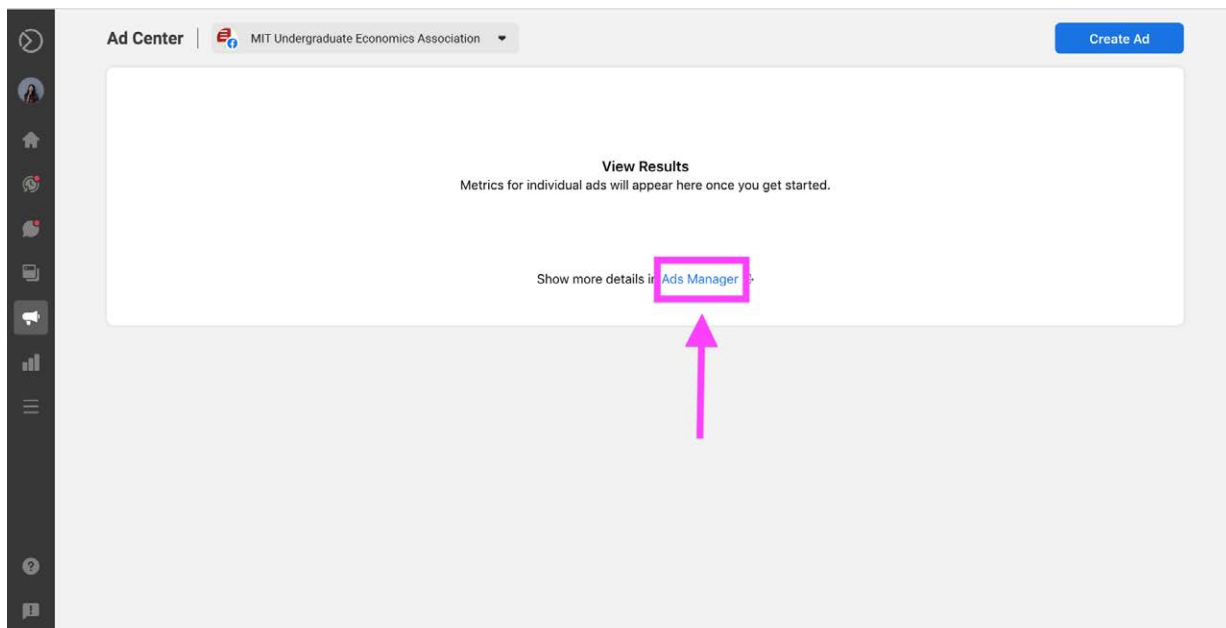 Ad Center
MIT Undergraduate Economics Association
Create Ad
View Results
Metrics for individual ads will appear here once you get started.
Show more details in Ads Manager